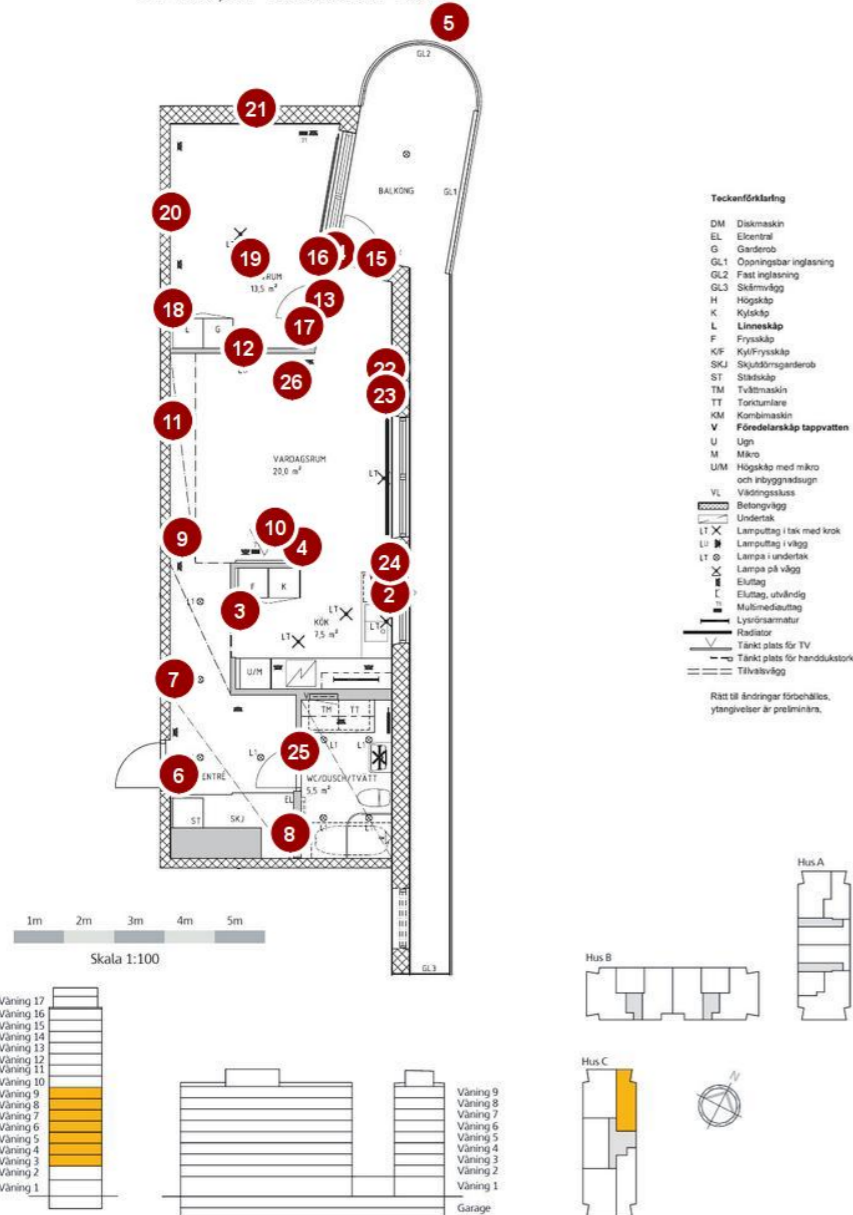 5
GL2
21
BALKONG
GL1
20
19
RUM
13,5 m²
16
15
13
18
17
L
G
12
26
22
23
11
VARDAGSRUM
20,0 m²
LT
10
4
9
24
F
K
2
3
LT
LT
KÖK
7,5 m²
LT
LT
U/M
7
V
TM
TT
25
LT
LT
LT
6
ENTRÉ
WC/DUSCH/TVÄTT
5,5 m²
EL
ST
SKJ
8
GL3
1m 2m 3m 4m 5m
Skala 1:100
Teckenförklaring
DM Diskmaskin
EL Elcentral
G Garderob
GL1 Öppningsbar inglasning
GL2 Fast inglasning
GL3 Skärmvägg
H Högskåp
K Kylskåp
L Linneskåp
F Frysskåp
K/F Kyl/Frysskåp
SKJ Skjutdörrsgarderob
ST Städskåp
TM Tvättmaskin
TT Torktumlare
KM Kombimaskin
V Föredelarskåp tappvatten
U Ugn
M Mikro
U/M Högskåp med mikro
och inbyggnadsugn
VL Vädringssluss
Betongvägg
Undertak
LT Lamputtag i tak med krok
LU Lamputtag i vägg
LT Lampa i undertak
Lampa på vägg
Eluttag
Eluttag, utvändig
Multimediauttag
Lysrörsarmatur
Radiator
Tänkt plats för TV
Tänkt plats för handdukstork
Tillvalsvägg
Rätt till ändringar förbehålles,
ytangivelser är preliminära.
Hus A
Hus B
Hus C
N
Våning 17
Våning 16
Våning 15
Våning 14
Våning 13
Våning 12
Våning 11
Våning 10
Våning 9
Våning 8
Våning 7
Våning 6
Våning 5
Våning 4
Våning 3
Våning 2
Våning 1
Våning 9
Våning 8
Våning 7
Våning 6
Våning 5
Våning 4
Våning 3
Våning 2
Våning 1
Garage